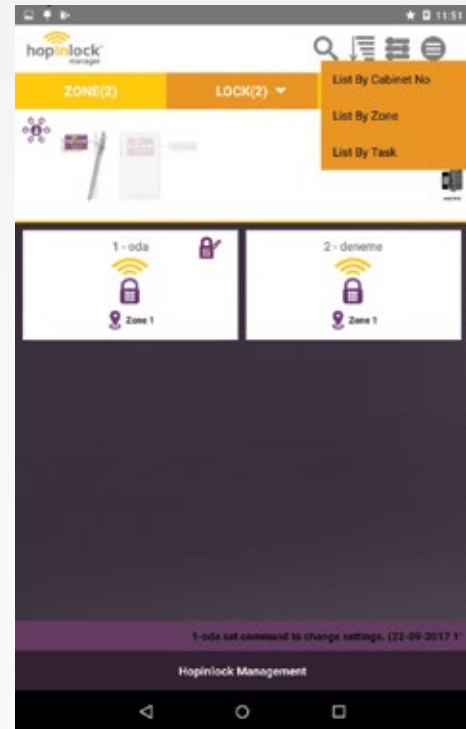 11:51
hopinlock
manager
ZONE(2)
LOCK(2)
List By Cabinet No
List By Zone
List By Task
1 - oda
2 - deneme
Zone 1
Zone 1
1-oda set command to change settings. (22-09-2017 1
Hopinlock Management